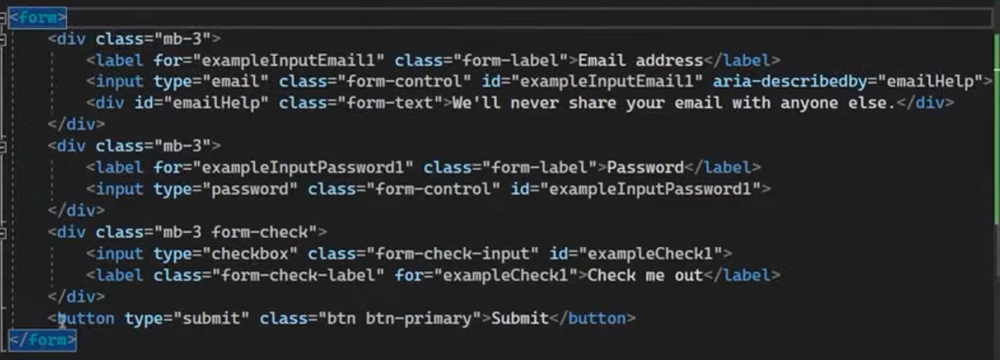 <form>
<div class="mb-3">
<label for="exampleInputEmail1" class="form-label">Email address</label>
<input type="email" class="form-control" id="exampleInputEmail1" aria-describedby="emailHelp">
<div id="emailHelp" class="form-text">We'll never share your email with anyone else.</div>
</div>
<div class="mb-3">
<label for="exampleInputPassword1" class="form-label">Password</label>
<input type="password" class="form-control" id="exampleInputPassword1">
</div>
<div class="mb-3 form-check">
<input type="checkbox" class="form-check-input" id="exampleCheck1">
<label class="form-check-label" for="exampleCheck1">Check me out</label>
</div>
<button type="submit" class="btn btn-primary">Submit</button>
</form>